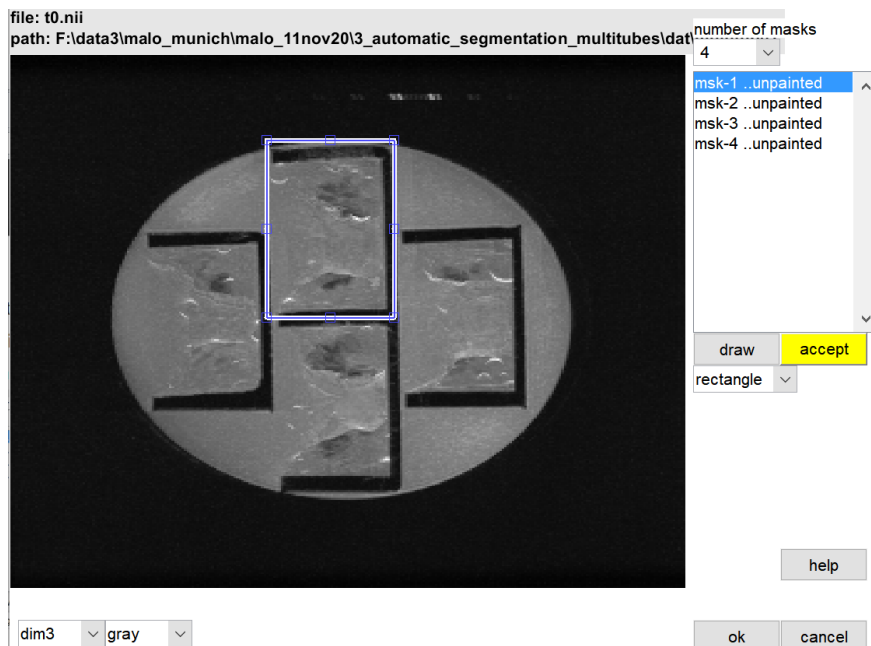 file: t0.nii
path: F:\data3\malo_munich\malo_11nov20\3_automatic_segmentation_multitubes\dat\
number of masks
4
msk-1 ..unpainted
msk-2 ..unpainted
msk-3 ..unpainted
msk-4 ..unpainted
draw
accept
rectangle
help
dim3
gray
ok
cancel